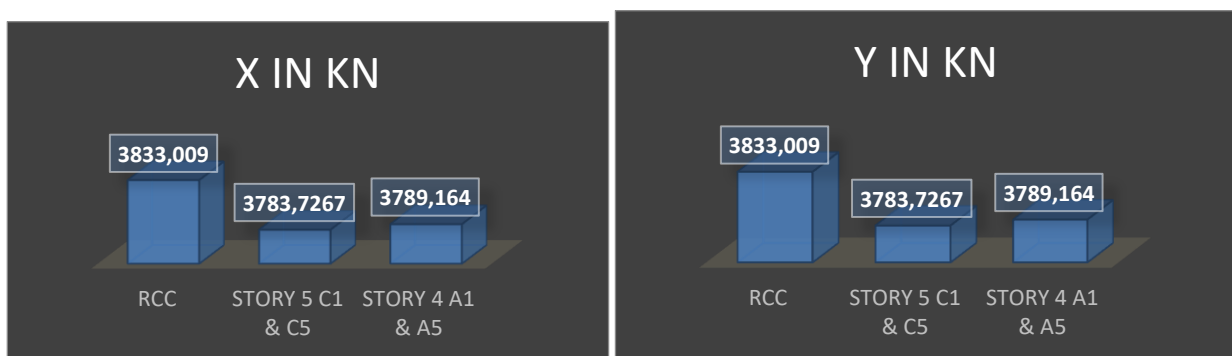 X IN KN
3833,009
3783,7267
3789,164
RCC
STORY 5 C1
& C5
STORY 4 A1
& A5
Y IN KN
3833,009
3783,7267
3789,164
RCC
STORY 5 C1
& C5
STORY 4 A1
& A5